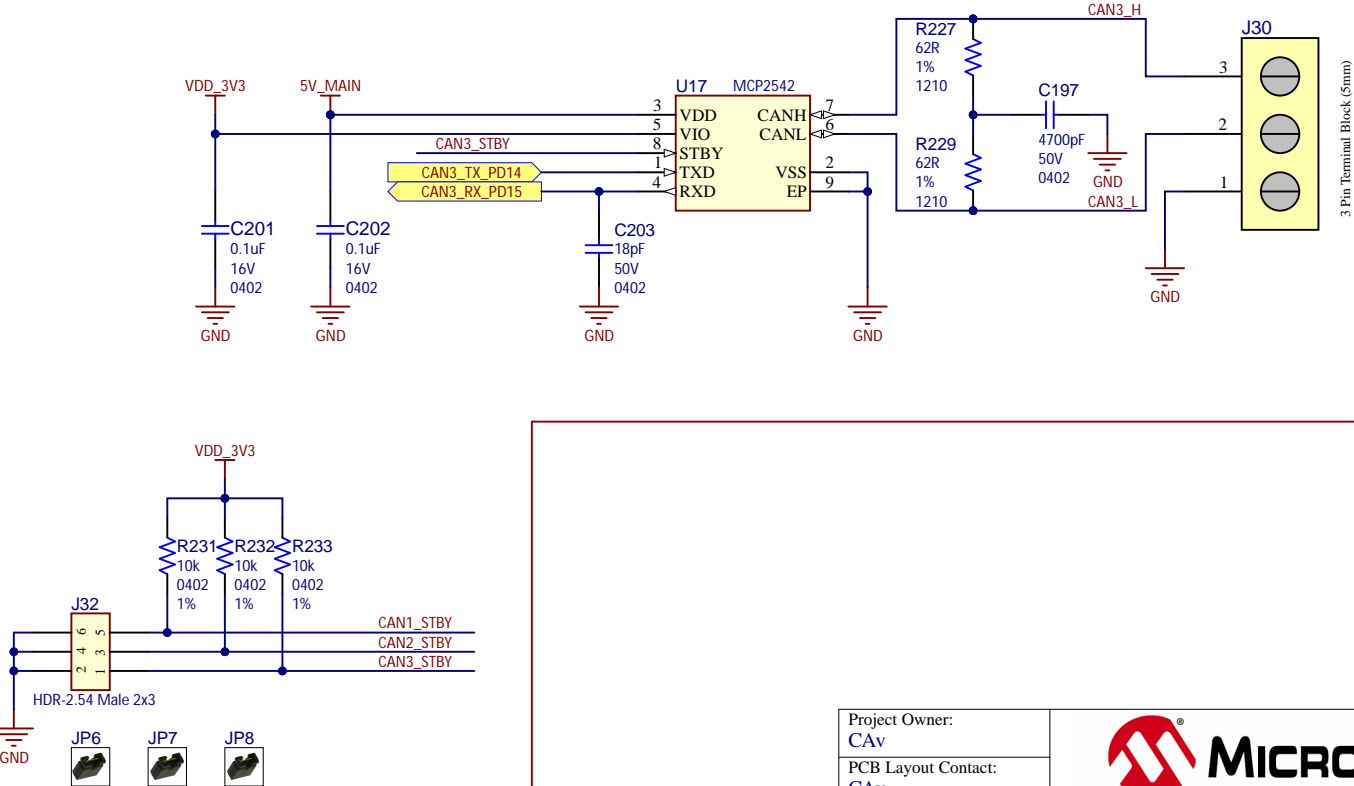 CAN3_H
R227
62R
1%
1210
J30
3
2
1
3 Pin Terminal Block (5mm)
VDD_3V3
5V_MAIN
U17
MCP2542
3
5
8
1
4
VDD
VIO
STBY
TXD
RXD
CANH
CANL
VSS
EP
7
6
2
9
CAN3_STBY
CAN3_TX_PD14
CAN3_RX_PD15
C197
4700pF
50V
0402
GND
R229
62R
1%
1210
CAN3_L
GND
C201
0.1uF
16V
0402
GND
C202
0.1uF
16V
0402
GND
C203
18pF
50V
0402
GND
GND
VDD_3V3
R231
10k
0402
1%
R232
10k
0402
1%
R233
10k
0402
1%
J32
6
5
4
3
2
1
HDR-2.54 Male 2x3
CAN1_STBY
CAN2_STBY
CAN3_STBY
GND
JP6
JP7
JP8
Project Owner:
CAv
PCB Layout Contact:
MICRO
®